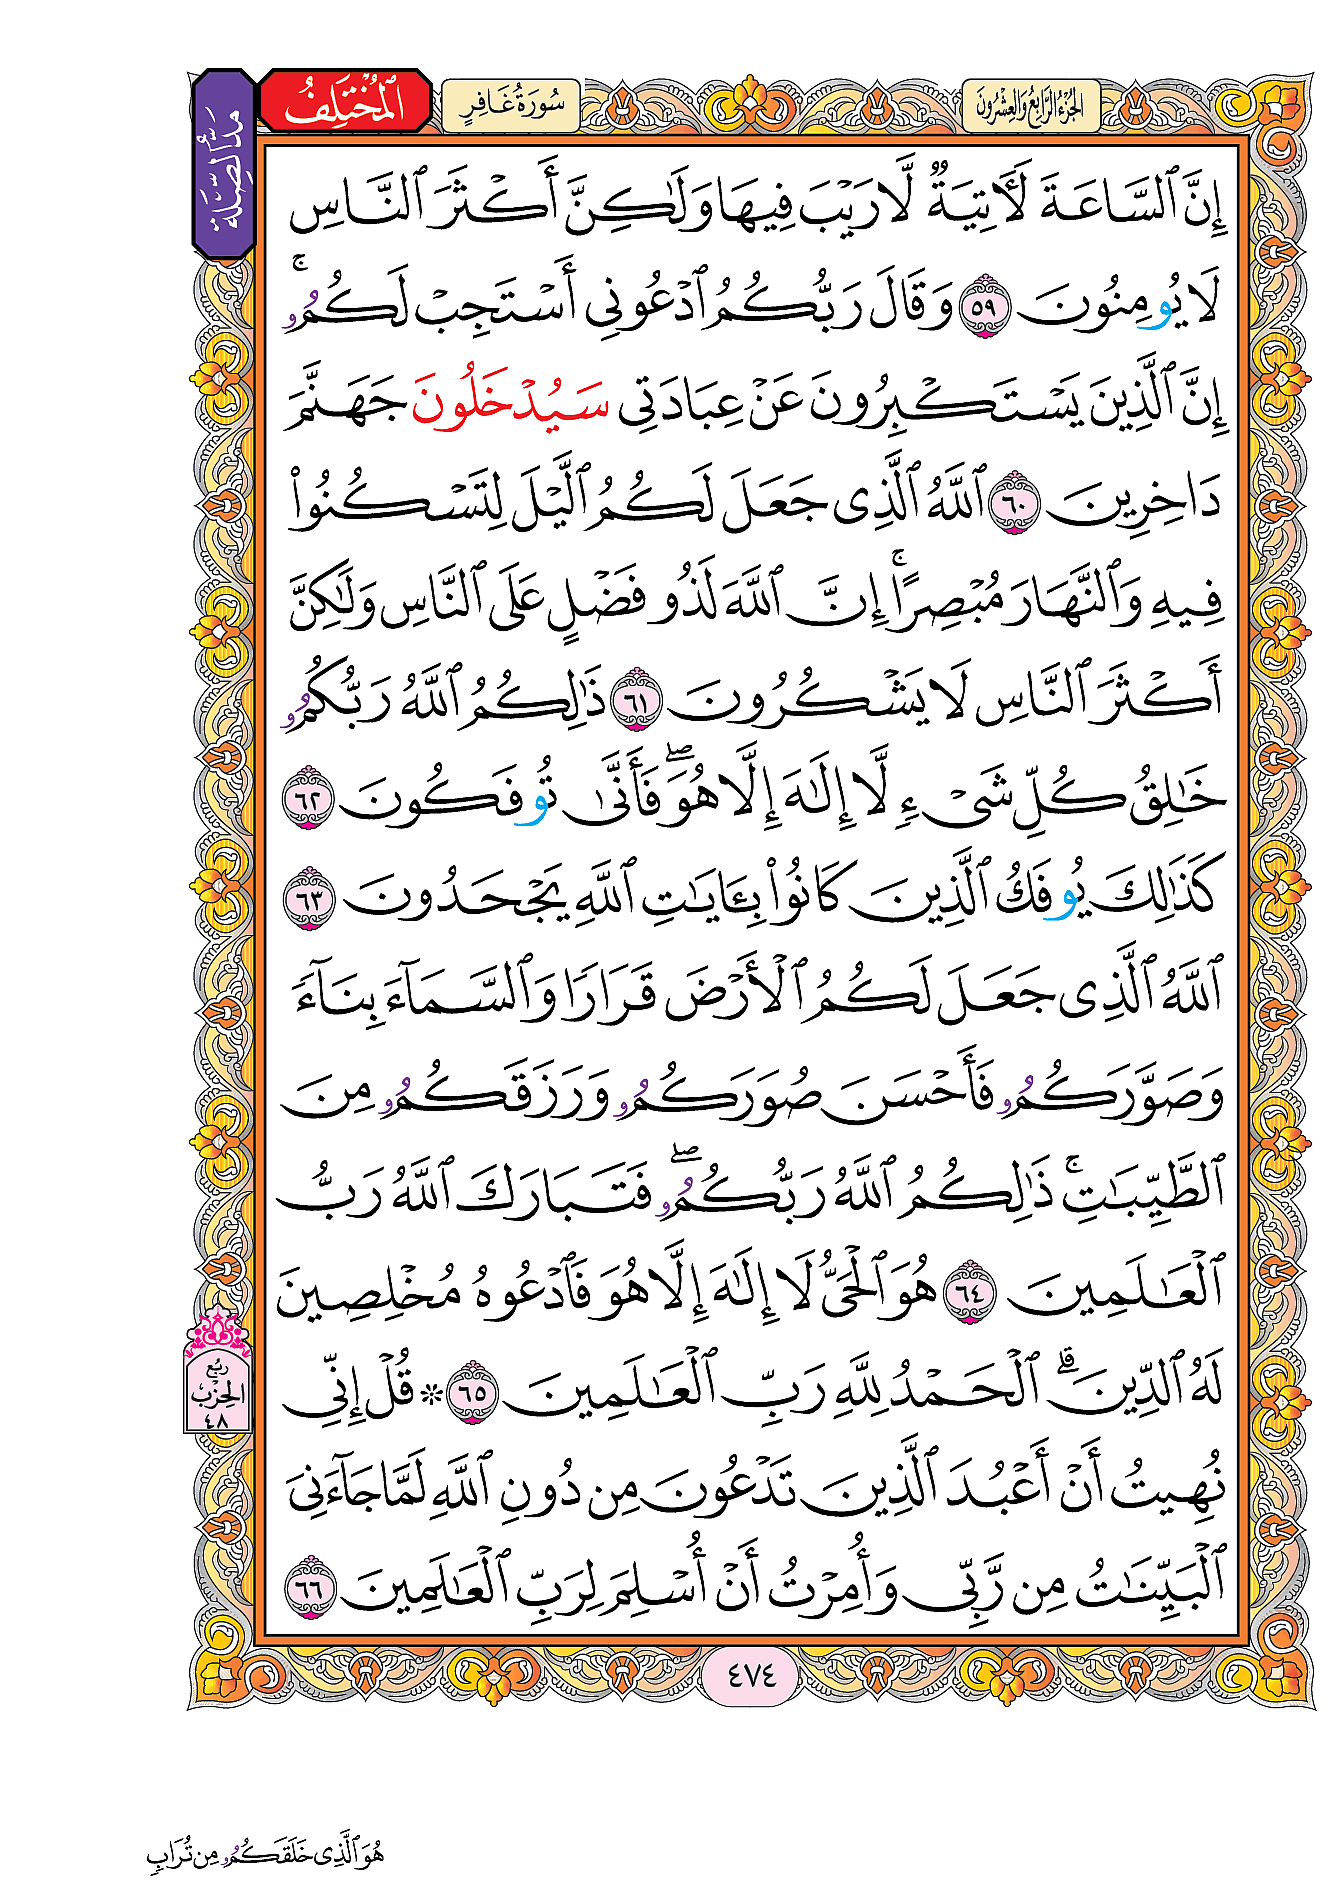 الجُزْءُ الرَّابِعُ وَالعِشْرُونَ
سُورَةُ غَافِرٍ
المُخْتَلِفُ
مَدُّ الصِّلَة
إِنَّ ٱلسَّاعَةَ لَأٓتِيَةٞ لَّا رَيۡبَ فِيهَا وَلَٰكِنَّ أَكۡثَرَ ٱلنَّاسِ
لَا يُومِنُونَ ٥٩ وَقَالَ رَبُّكُمُ ٱدۡعُونِي أَسۡتَجِبۡ لَكُمُۥۚ
إِنَّ ٱلَّذِينَ يَسۡتَكۡبِرُونَ عَنۡ عِبَادَتِي سَيُدۡخَلُونَ جَهَنَّمَ
دَاخِرِينَ ٦٠ ٱللَّهُ ٱلَّذِي جَعَلَ لَكُمُ ٱلَّيۡلَ لِتَسۡكُنُواْ
فِيهِ وَٱلنَّهَارَ مُبۡصِرًاۚ إِنَّ ٱللَّهَ لَذُو فَضۡلٍ عَلَى ٱلنَّاسِ وَلَٰكِنَّ
أَكۡثَرَ ٱلنَّاسِ لَا يَشۡكُرُونَ ٦١ ذَٰلِكُمُ ٱللَّهُ رَبُّكُمُۥ
خَٰلِقُ كُلِّ شَيۡءٖ لَّا إِلَٰهَ إِلَّا هُوَۖ فَأَنَّىٰ تُوفَكُونَ ٦٢
كَذَٰلِكَ يُوفَكُ ٱلَّذِينَ كَانُواْ بِـَٔايَٰتِ ٱللَّهِ يَجۡحَدُونَ ٦٣
ٱللَّهُ ٱلَّذِي جَعَلَ لَكُمُ ٱلۡأَرۡضَ قَرَارٗا وَٱلسَّمَآءَ بِنَآءٗ
وَصَوَّرَكُمُۥ فَأَحۡسَنَ صُوَرَكُمُۥ وَرَزَقَكُمُۥ مِنَ
ٱلطَّيِّبَٰتِۚ ذَٰلِكُمُ ٱللَّهُ رَبُّكُمُۥۖ فَتَبَارَكَ ٱللَّهُ رَبُّ
ٱلۡعَٰلَمِينَ ٦٤ هُوَ ٱلۡحَيُّ لَا إِلَٰهَ إِلَّا هُوَ فَٱدۡعُوهُ مُخۡلِصِينَ
لَهُ ٱلدِّينَۗ ٱلۡحَمۡدُ لِلَّهِ رَبِّ ٱلۡعَٰلَمِينَ ٦٥ ۞ قُلۡ إِنِّي
نُهِيتُ أَنۡ أَعۡبُدَ ٱلَّذِينَ تَدۡعُونَ مِن دُونِ ٱللَّهِ لَمَّا جَآءَنِيَ
ٱلۡبَيِّنَٰتُ مِن رَّبِّي وَأُمِرۡتُ أَنۡ أُسۡلِمَ لِرَبِّ ٱلۡعَٰلَمِينَ ٦٦
رُبُع
الحِزْب
٤٨
٤٧٤
هُوَ ٱلَّذِي خَلَقَكُمُۥ مِن تُرَابٖ